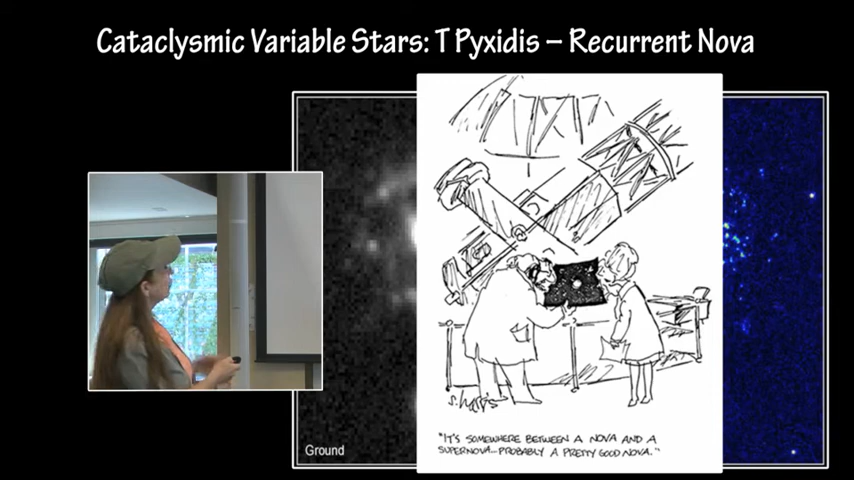 Cataclysmic Variable Stars: T Pyxidis – Recurrent Nova
Ground
S. Harris
"IT'S SOMEWHERE BETWEEN A NOVA AND A
SUPERNOVA—PROBABLY A PRETTY GOOD NOVA."